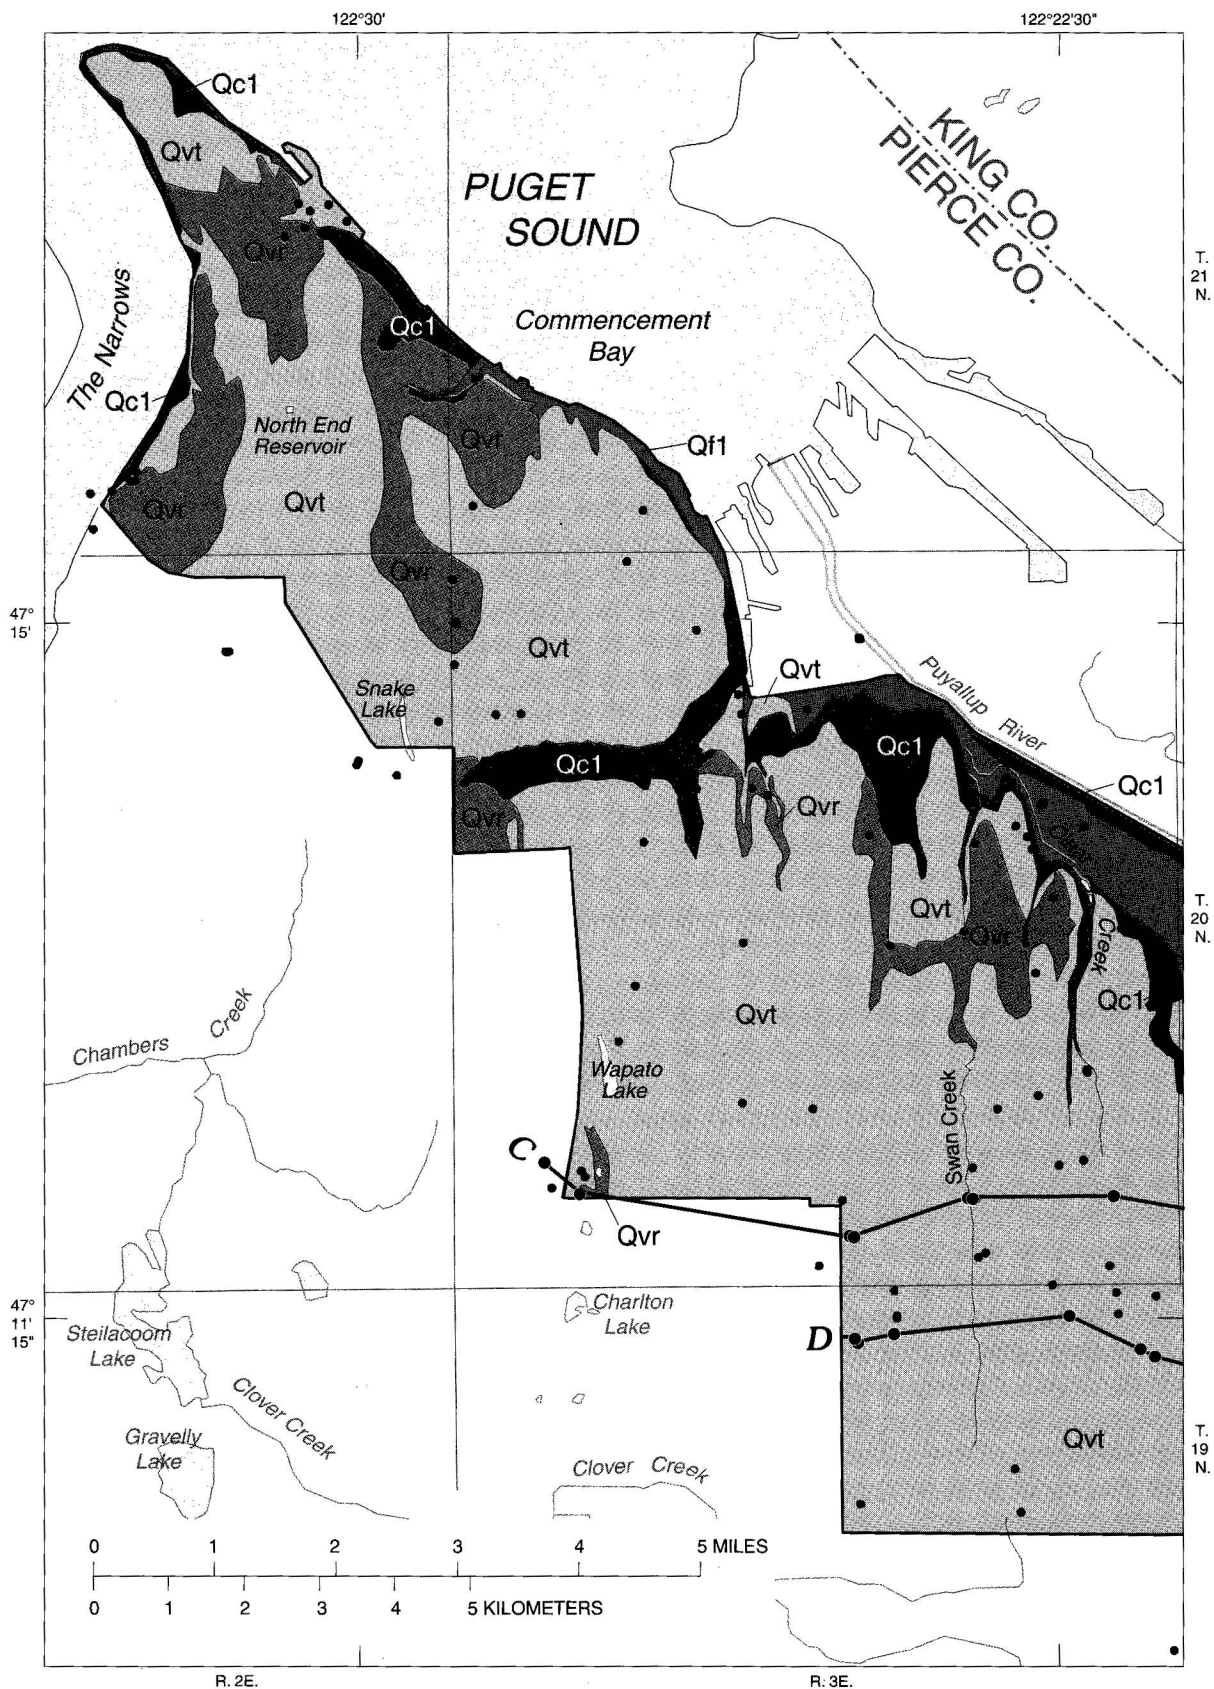 122°30'
122°22'30"
Qc1
Qvt
KING CO.
PIERCE CO.
PUGET
SOUND
T.
21
N.
Qvr
The Narrows
Qc1
Commencement
Bay
Qc1
North End
Reservoir
Qvt
Qf1
Qvr
Qvt
Qvr
47°
15'
Qvt
Qvt
Snake
Lake
Puyallup
River
Qc1
Qc1
Qc1
Qvr
Qvr
Qvt
Qvr
Creek
T.
20
N.
Qc1
Qvt
Chambers
Creek
Wapato
Lake
Swan Creek
C
Qvr
47°
11'
15"
Steilacoom
Lake
Charlton
Lake
D
Clover Creek
Gravelly
Lake
Clover Creek
Qvt
T.
19
N.
0 1 2 3 4 5 MILES
0 1 2 3 4 5 KILOMETERS
R. 2E.
R. 3E.